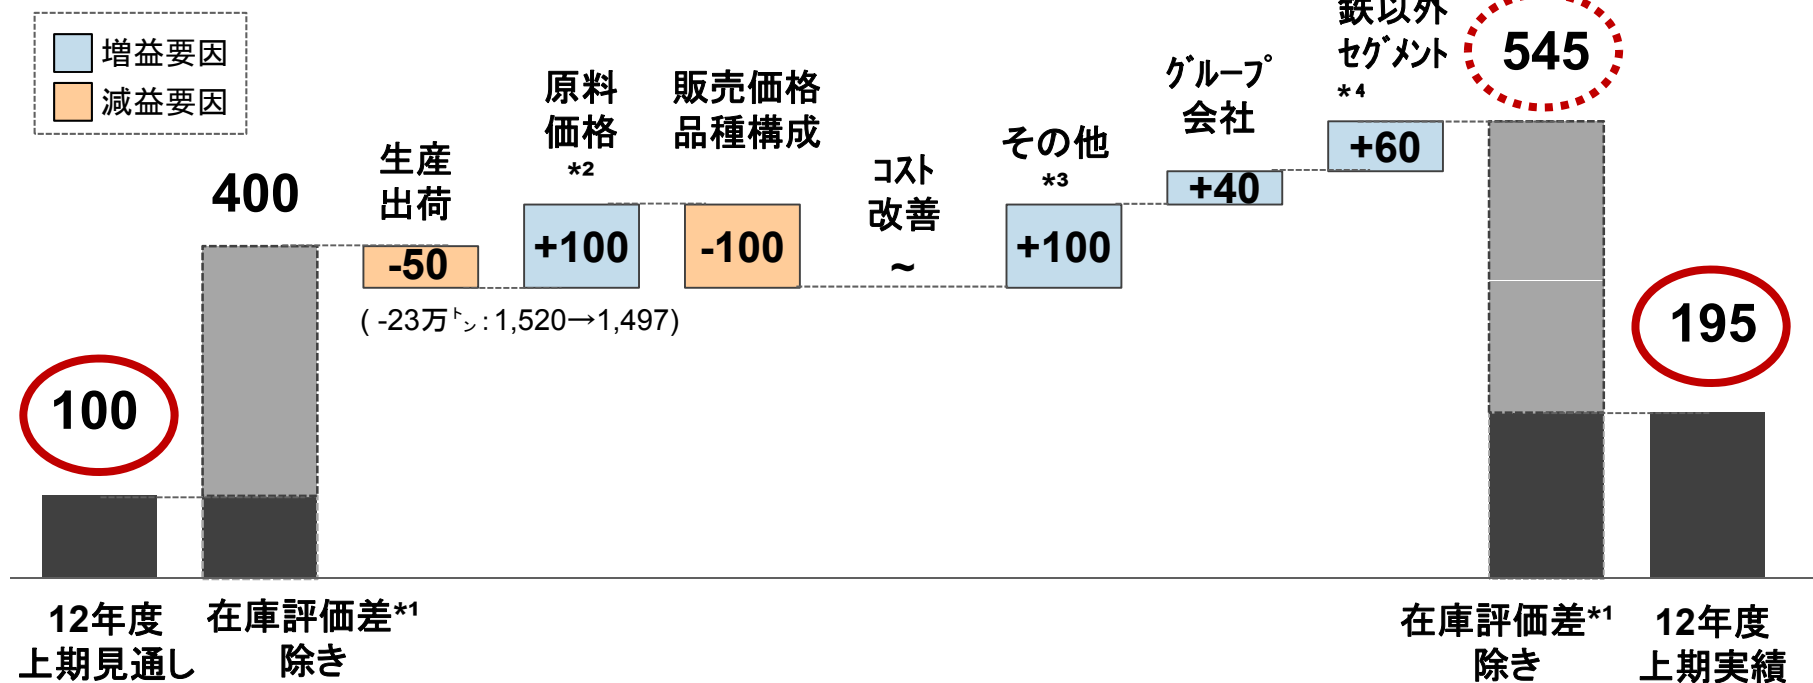 増益要因
減益要因
100
12年度
上期見通し
400
在庫評価差*¹
除き
生産
出荷
-50
( -23万㌧: 1,520→1,497)
原料
価格
*²
+100
販売価格
品種構成
-100
コスト
改善
~
その他
*³
+100
グループ
会社
+40
鉄以外
セグメント
*⁴
+60
545
在庫評価差*¹
除き
195
12年度
上期実績